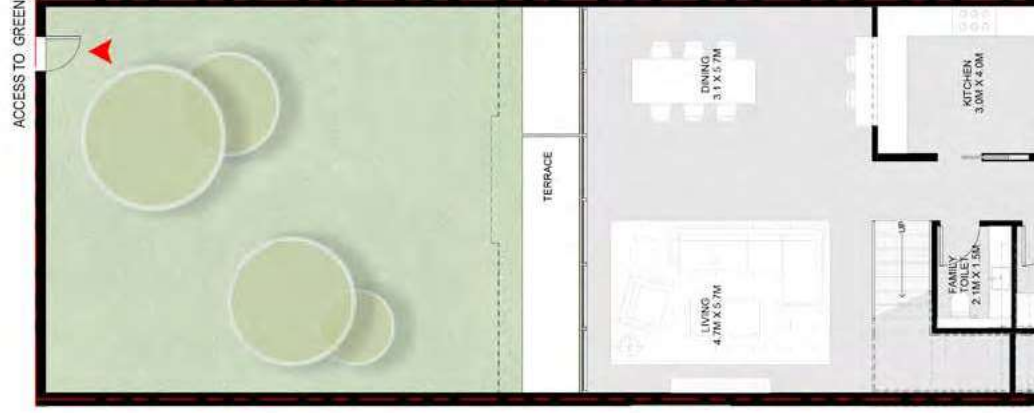 ACCESS TO GREEN
TERRACE
DINING
3.1 X 5.7M
LIVING
4.7M X 5.7M
KITCHEN
3.0M X 4.0M
UP
FAMILY
TOILET
2.1M X 1.5M